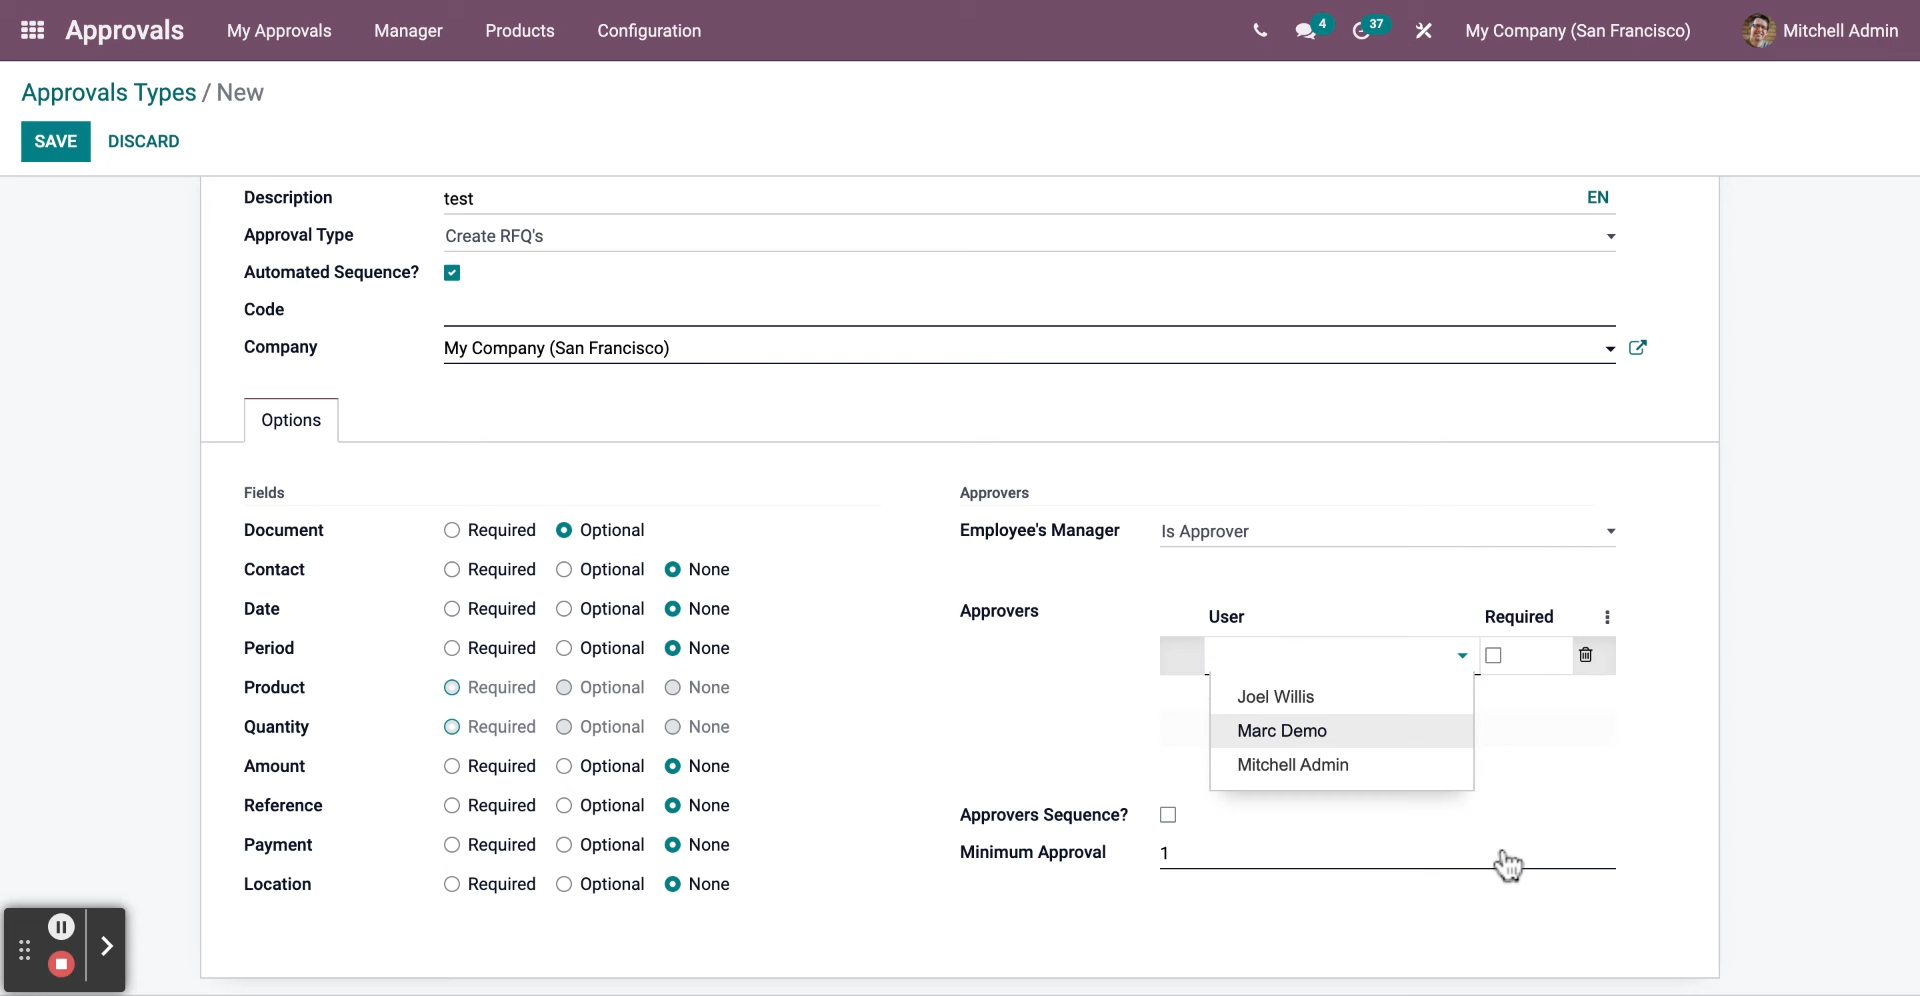 Approvals My Approvals Manager Products Configuration 4 37 My Company (San Francisco) Mitchell Admin
Approvals Types / New
SAVE DISCARD
Description test EN
Approval Type Create RFQ's
Automated Sequence?
Code
Company My Company (San Francisco)
Options
Fields
Document Required Optional
Contact Required Optional None
Date Required Optional None
Period Required Optional None
Product Required Optional None
Quantity Required Optional None
Amount Required Optional None
Reference Required Optional None
Payment Required Optional None
Location Required Optional None
Approvers
Employee's Manager Is Approver
Approvers User Required
Joel Willis
Marc Demo
Mitchell Admin
Approvers Sequence?
Minimum Approval 1